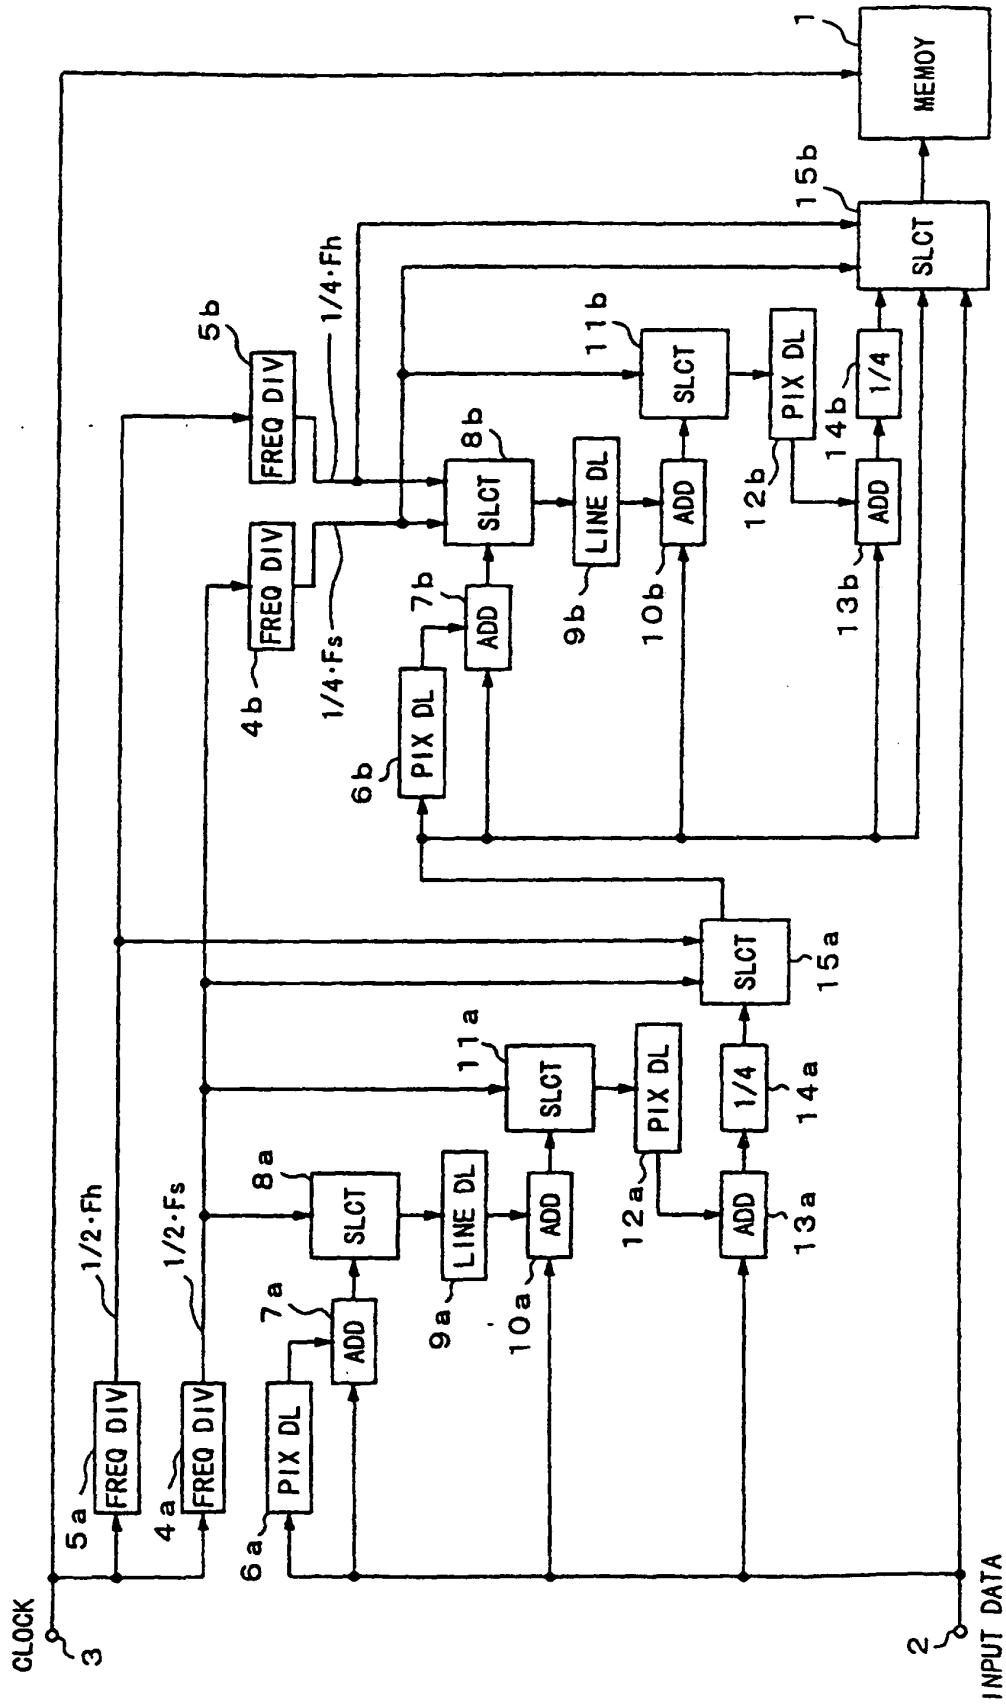 CLOCK
3
5a
FREQ DIV
1/2·Fh
4a
FREQ DIV
1/2·Fs
6a
PIX DL
7a
ADD
8a
SLCT
9a
LINE DL
10a
ADD
11a
SLCT
12a
PIX DL
13a
ADD
14a
1/4
15a
SLCT
4b
FREQ DIV
1/4·Fs
5b
FREQ DIV
1/4·Fh
6b
PIX DL
7b
ADD
8b
SLCT
9b
LINE DL
10b
ADD
11b
SLCT
12b
PIX DL
13b
ADD
14b
1/4
15b
SLCT
1
MEMOY
2
INPUT DATA